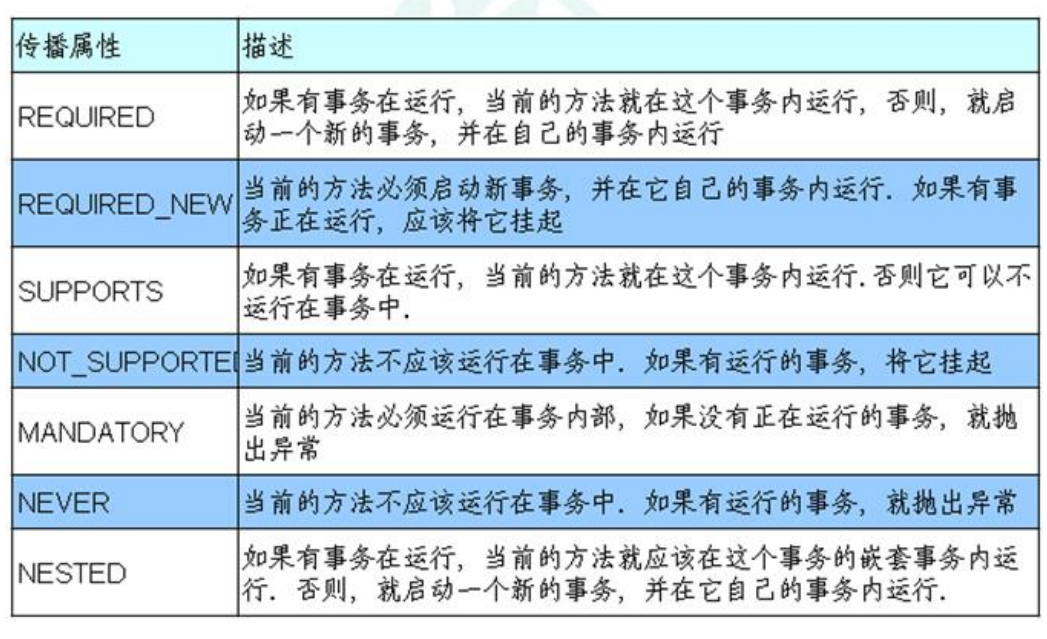 传播属性 描述
REQUIRED 如果有事务在运行, 当前的方法就在这个事务内运行, 否则, 就启
动一个新的事务, 并在自己的事务内运行
REQUIRED_NEW 当前的方法必须启动新事务, 并在它自己的事务内运行. 如果有事
务正在运行, 应该将它挂起
SUPPORTS 如果有事务在运行, 当前的方法就在这个事务内运行. 否则它可以不
运行在事务中.
NOT_SUPPORTE 当前的方法不应该运行在事务中. 如果有运行的事务, 将它挂起
MANDATORY 当前的方法必须运行在事务内部, 如果没有正在运行的事务, 就抛
出异常
NEVER 当前的方法不应该运行在事务中. 如果有运行的事务, 就抛出异常
NESTED 如果有事务在运行, 当前的方法就应该在这个事务的嵌套事务内运
行. 否则, 就启动一个新的事务, 并在它自己的事务内运行.